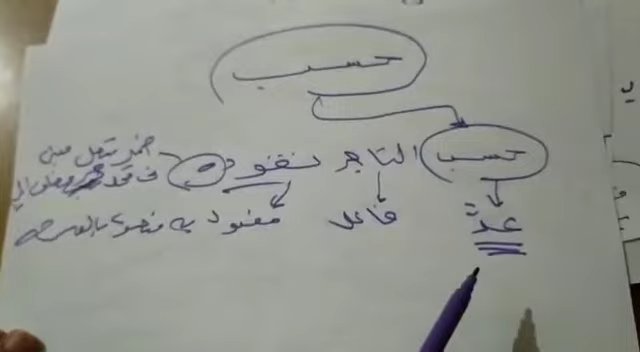 حسب
حسب التاجر نقوده
ضمير متصل مبني
في محل جر مضاف إليه
عدّ فاعل مفعول به منصوب بالفتحة